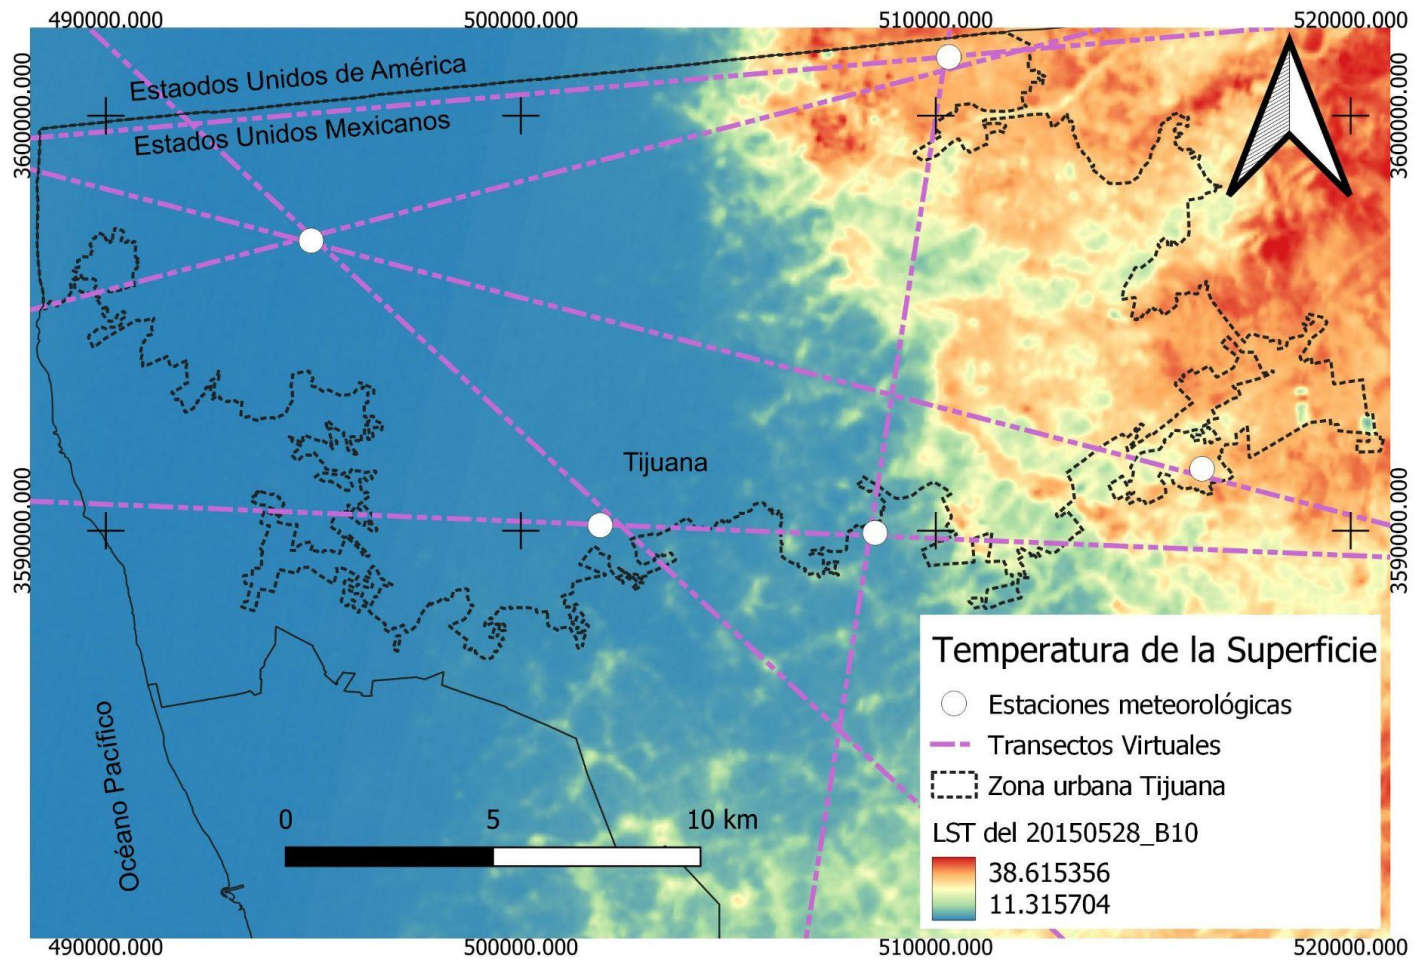 490000.000
500000.000
510000.000
520000.000
3600000.000
3600000.000
Estaodos Unidos de América
Estados Unidos Mexicanos
Tijuana
3590000.000
3590000.000
Océano Pacífico
0
5
10 km
Temperatura de la Superficie
Estaciones meteorológicas
Transectos Virtuales
Zona urbana Tijuana
LST del 20150528_B10
38.615356
11.315704
490000.000
500000.000
510000.000
520000.000